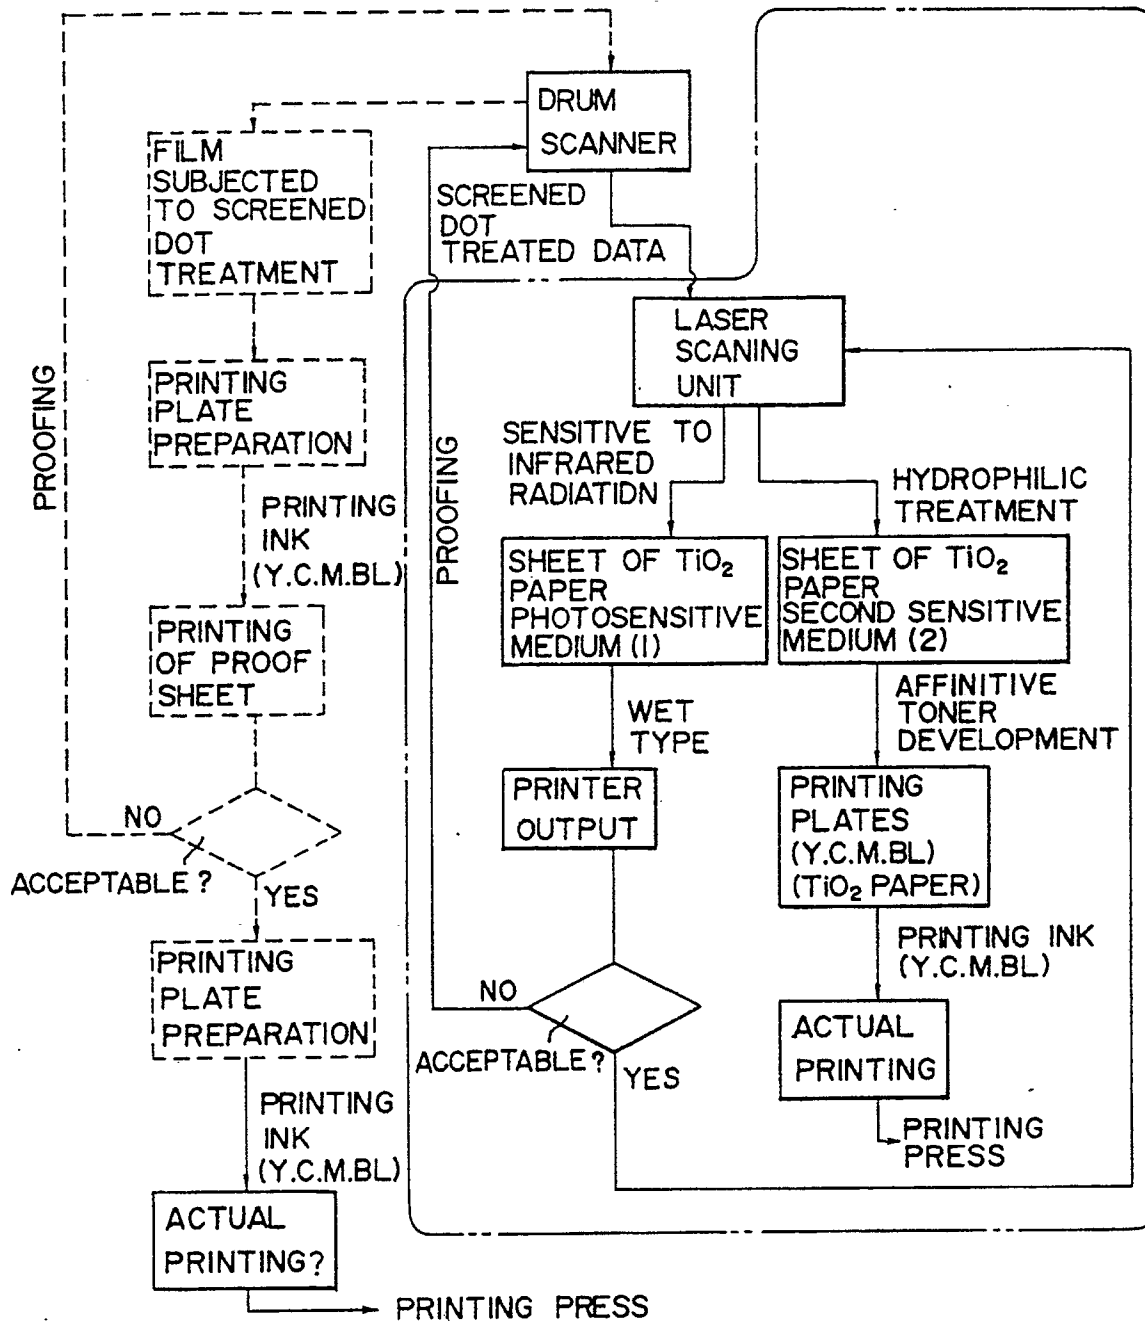 DRUM
SCANNER
FILM
SUBJECTED
TO SCREENED
DOT
TREATMENT
SCREENED
DOT
TREATED DATA
LASER
SCANING
UNIT
PROOFING
PRINTING
PLATE
PREPARATION
PROOFING
SENSITIVE TO
INFRARED
RADIATIDN
HYDROPHILIC
TREATMENT
PRINTING
INK
(Y.C.M.BL)
SHEET OF TiO₂
PAPER
PHOTOSENSITIVE
MEDIUM (1)
SHEET OF TiO₂
PAPER
SECOND SENSITIVE
MEDIUM (2)
PRINTING
OF PROOF
SHEET
WET
TYPE
AFFINITIVE
TONER
DEVELOPMENT
PRINTER
OUTPUT
PRINTING
PLATES
(Y.C.M.BL)
(TiO₂ PAPER)
NO
ACCEPTABLE?
YES
PRINTING
PLATE
PREPARATION
PRINTING INK
(Y.C.M.BL)
NO
ACCEPTABLE?
YES
ACTUAL
PRINTING
PRINTING
PRESS
PRINTING
INK
(Y.C.M.BL)
ACTUAL
PRINTING?
PRINTING PRESS